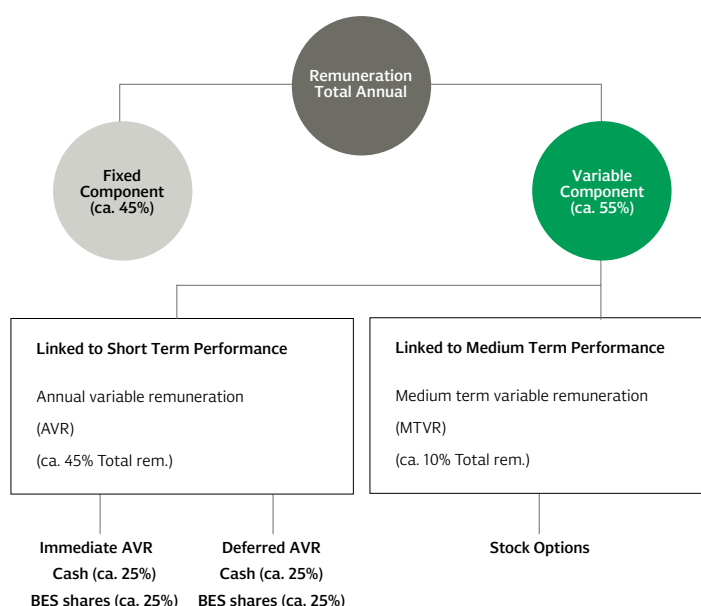 Remuneration
Total Annual
Fixed
Component
(ca. 45%)
Variable
Component
(ca. 55%)
Linked to Short Term Performance
Annual variable remuneration
(AVR)
(ca. 45% Total rem.)
Linked to Medium Term Performance
Medium term variable remuneration
(MTVR)
(ca. 10% Total rem.)
Immediate AVR
Cash (ca. 25%)
BES shares (ca. 25%)
Deferred AVR
Cash (ca. 25%)
BES shares (ca. 25%)
Stock Options